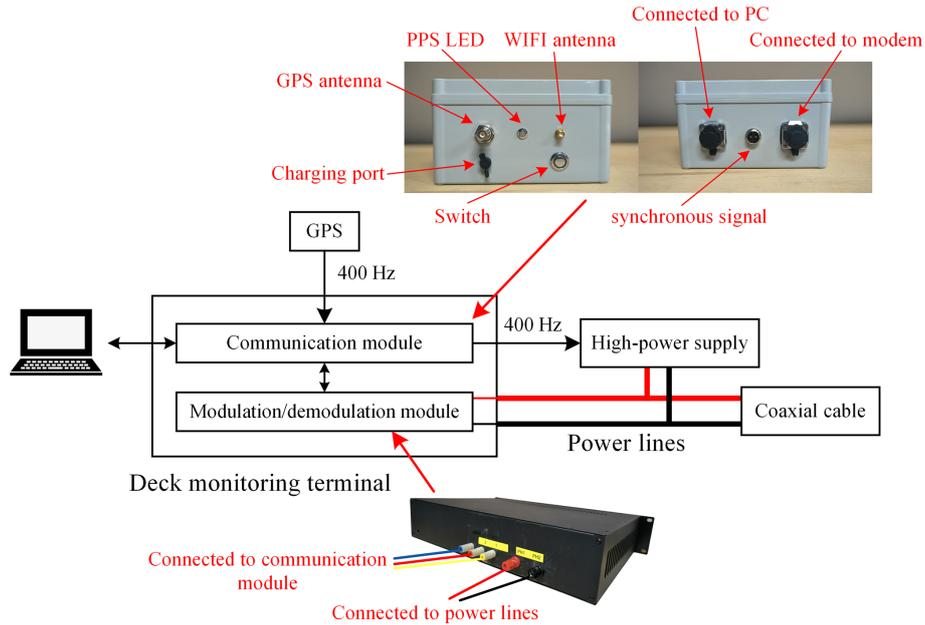 Connected to PC
PPS LED
WIFI antenna
Connected to modem
GPS antenna
Charging port
Switch
synchronous signal
GPS
400 Hz
400 Hz
Communication module
High-power supply
Modulation/demodulation module
Coaxial cable
Power lines
Deck monitoring terminal
Connected to communication
module
Connected to power lines